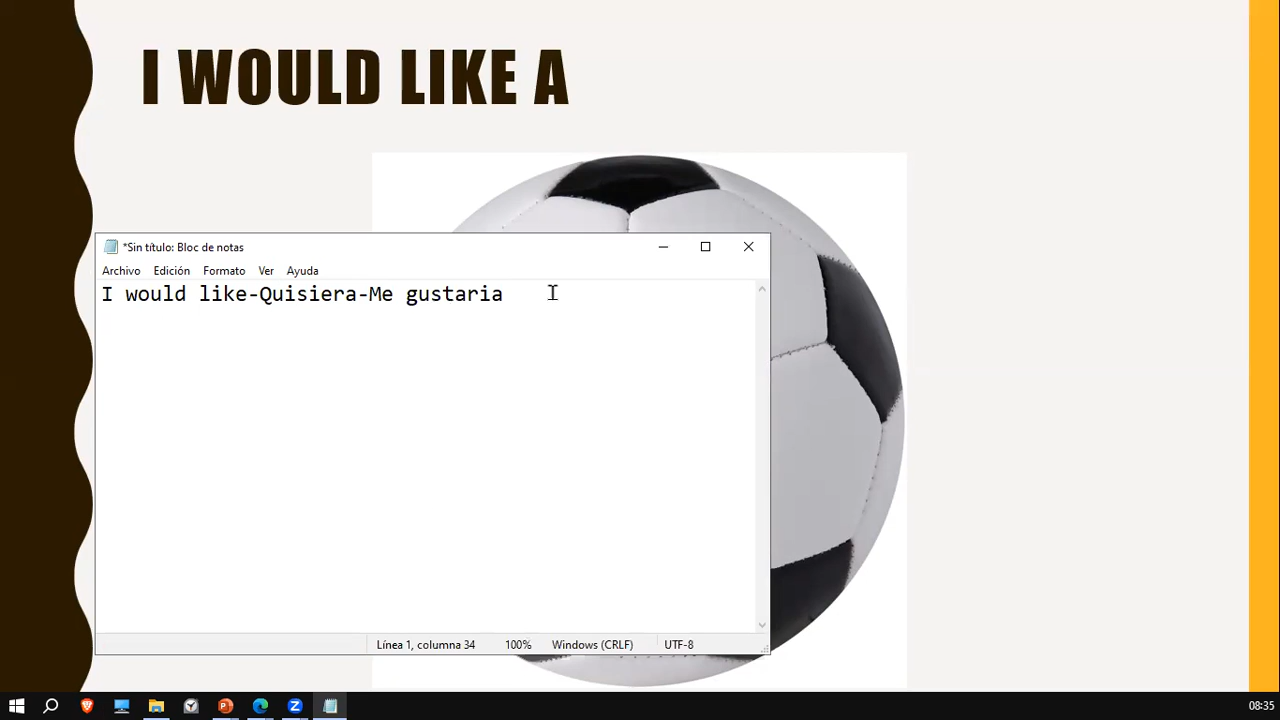 I WOULD LIKE A
*Sin título: Bloc de notas
Archivo Edición Formato Ver Ayuda
I would like-Quisiera-Me gustaria
Línea 1, columna 34 100% Windows (CRLF) UTF-8
08:35